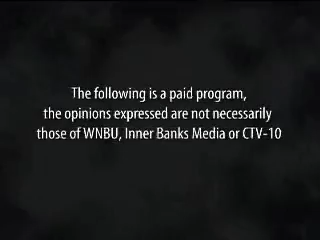 The following is a paid program,
the opinions expressed are not necessarily
those of WNBU, Inner Banks Media or CTV-10